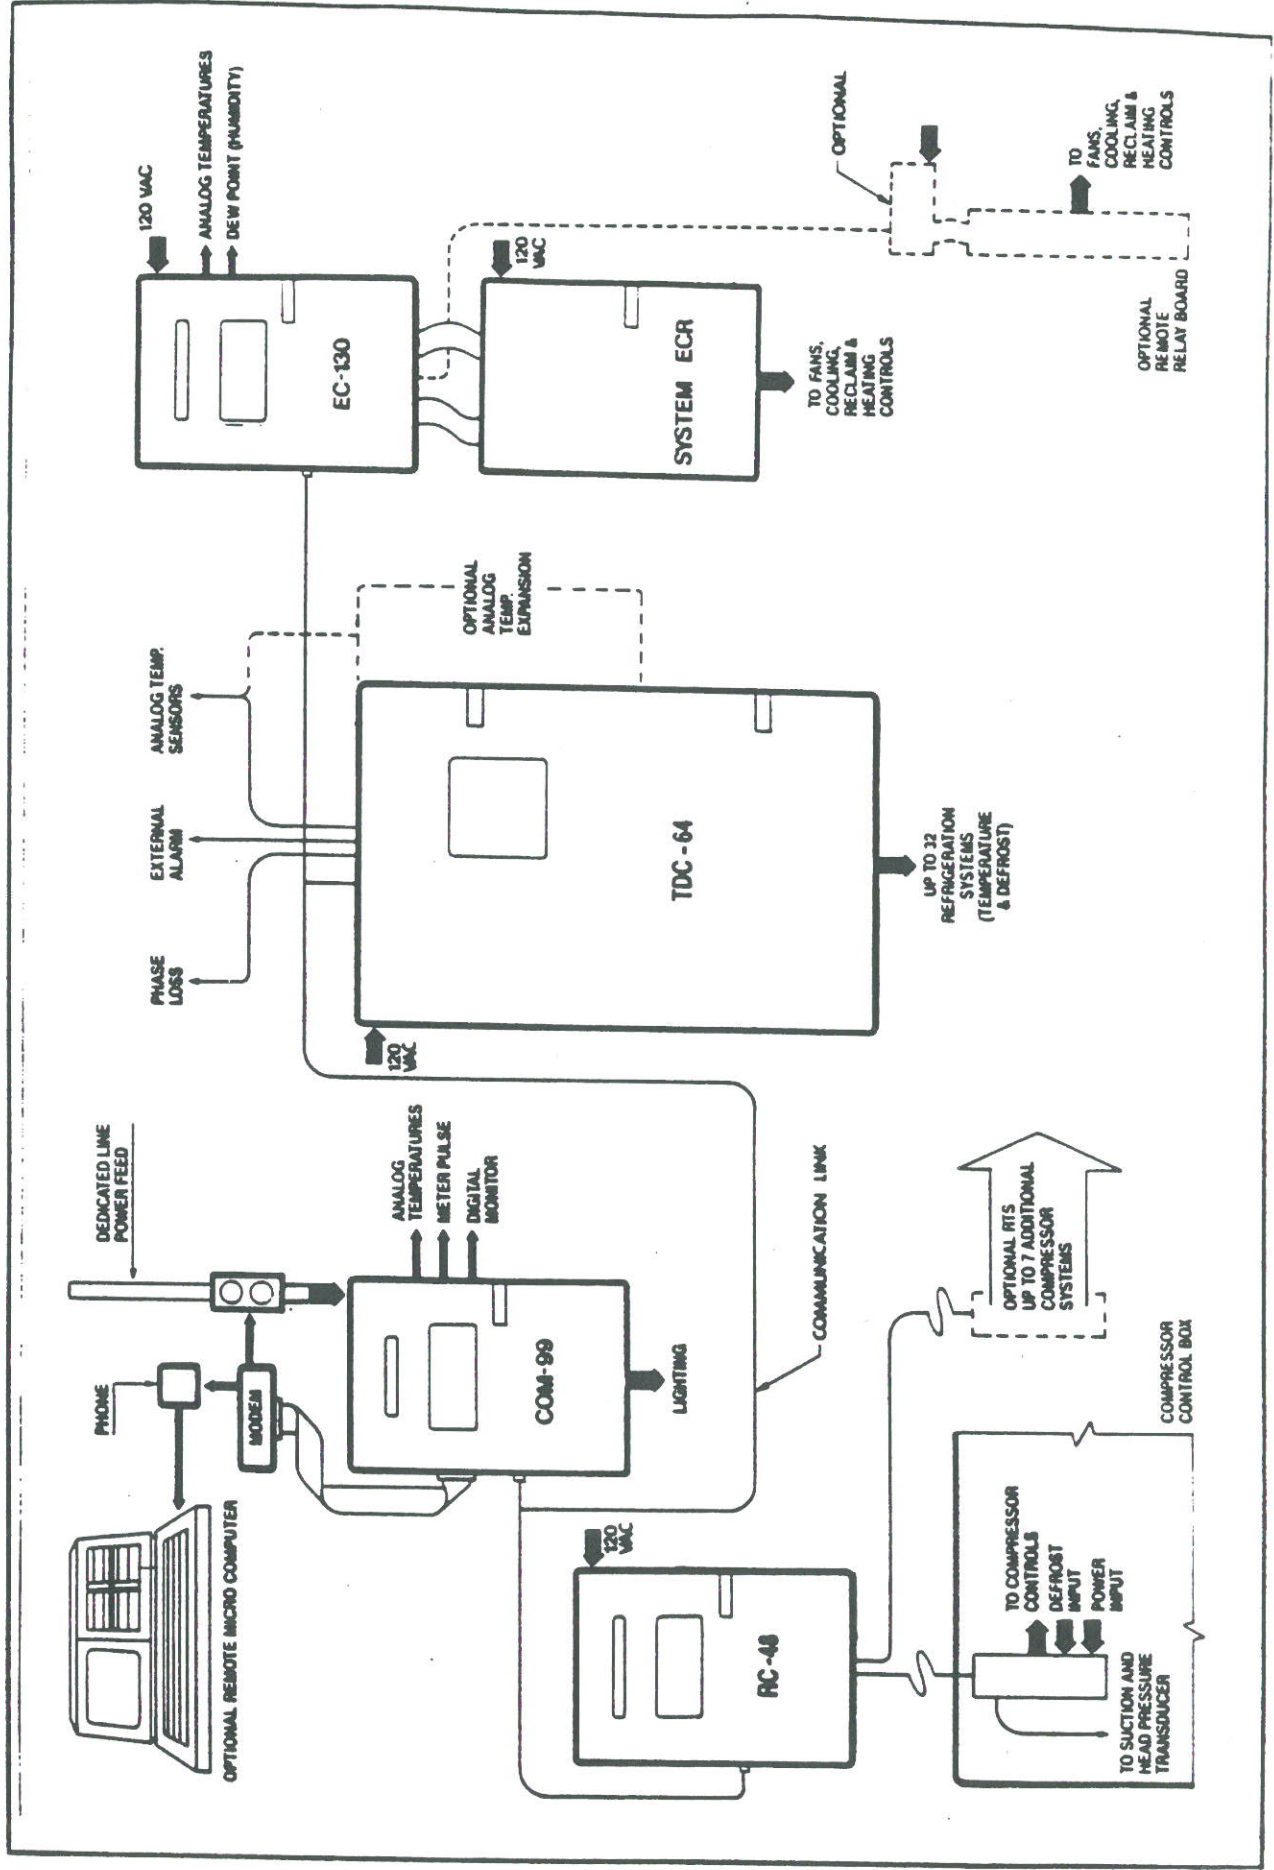 OPTIONAL REMOTE MICRO COMPUTER
PHONE
MODEM
DEDICATED LINE
POWER FEED
COM-99
ANALOG
TEMPERATURES
METER PULSE
DIGITAL
MONITOR
LIGHTING
COMMUNICATION LINK
120
VAC
RC-48
TO COMPRESSOR
CONTROLS
DEFROST
INPUT
POWER
INPUT
TO SUCTION AND
HEAD PRESSURE
TRANSDUCER
COMPRESSOR
CONTROL BOX
OPTIONAL RTS
UP TO 7 ADDITIONAL
COMPRESSOR
SYSTEMS
PHASE
LOSS
EXTERNAL
ALARM
ANALOG TEMP.
SENSORS
120
VAC
TDC-64
OPTIONAL
ANALOG
TEMP.
EXPANSION
UP TO 32
REFRIGERATION
SYSTEMS
(TEMPERATURE
& DEFROST)
120 VAC
ANALOG TEMPERATURES
DEW POINT (HUMIDITY)
EC-130
SYSTEM ECR
120
VAC
TO FANS,
COOLING,
RECLAIM &
HEATING
CONTROLS
OPTIONAL
OPTIONAL
REMOTE
RELAY BOARD
TO
FANS,
COOLING,
RECLAIM &
HEATING
CONTROLS